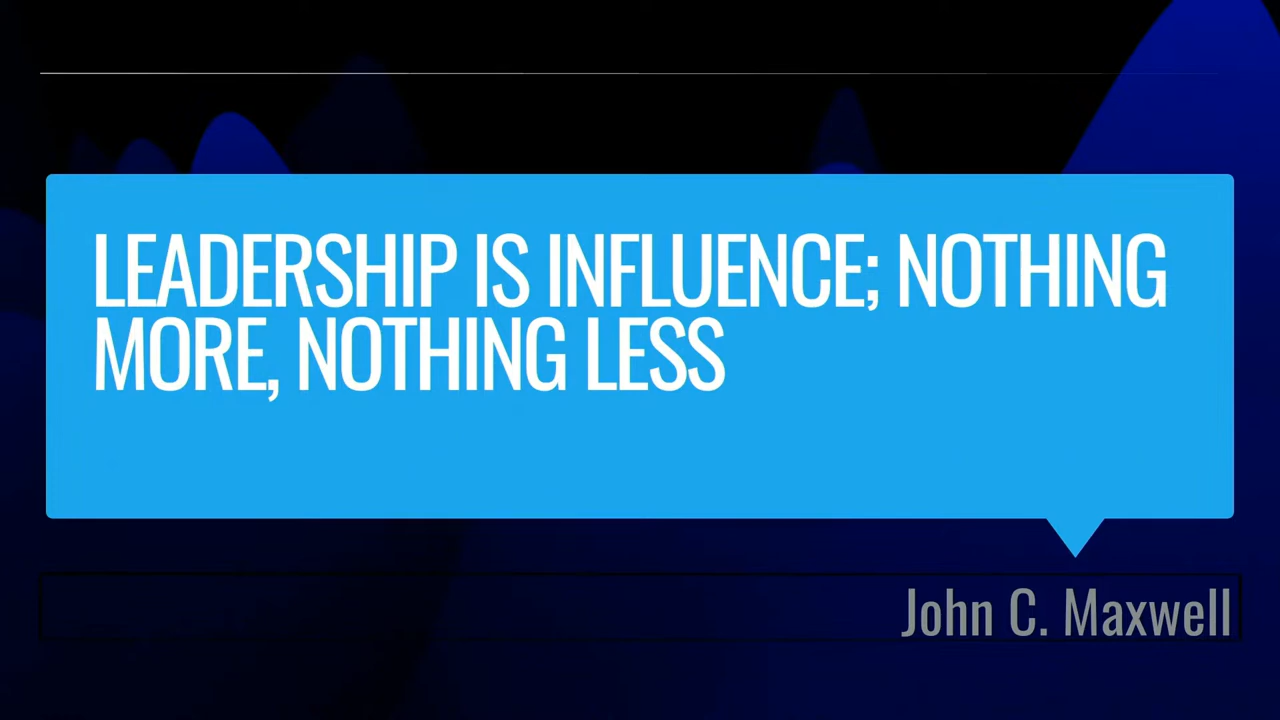 LEADERSHIP IS INFLUENCE; NOTHING
MORE, NOTHING LESS
John C. Maxwell